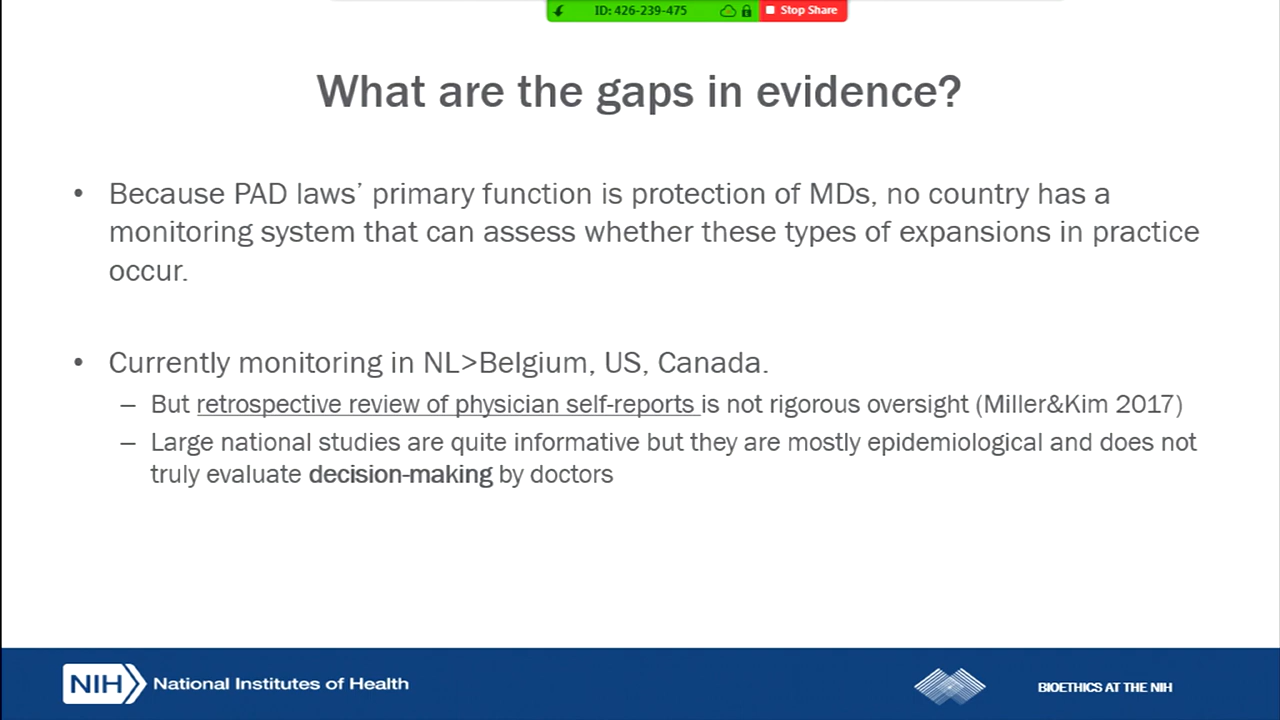 ID: 426-239-475
Stop Share
What are the gaps in evidence?
• Because PAD laws’ primary function is protection of MDs, no country has a
monitoring system that can assess whether these types of expansions in practice
occur.
• Currently monitoring in NL>Belgium, US, Canada.
– But retrospective review of physician self-reports is not rigorous oversight (Miller&Kim 2017)
– Large national studies are quite informative but they are mostly epidemiological and does not
truly evaluate decision-making by doctors
NIH National Institutes of Health
BIOETHICS AT THE NIH